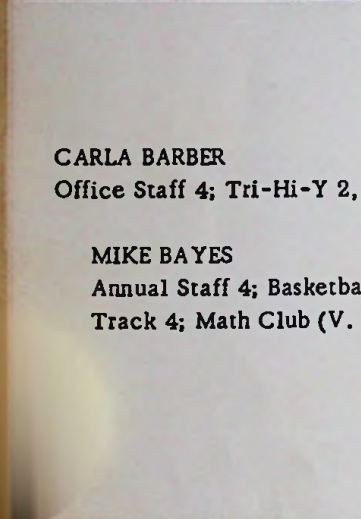 CARLA BARBER
Office Staff 4; Tri-Hi-Y 2,
MIKE BAYES
Annual Staff 4; Basketba
Track 4; Math Club (V.